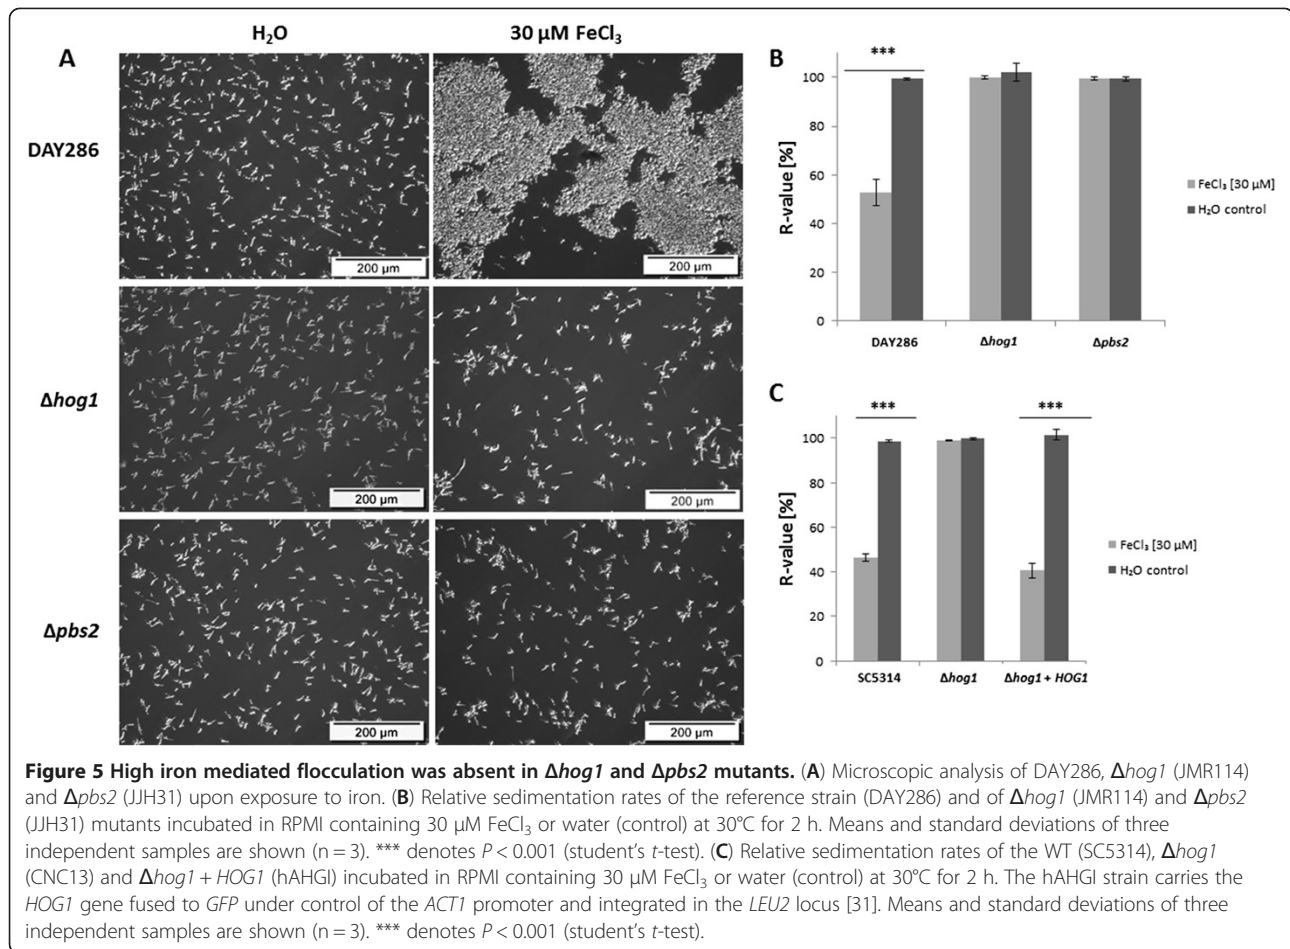 A
H₂O
30 µM FeCl₃
DAY286
200 µm
200 µm
Δhog1
200 µm
200 µm
Δpbs2
200 µm
200 µm
B
***
R-value [%]
100
80
60
40
20
0
DAY286
Δhog1
Δpbs2
FeCl₃ [30 µM]
H₂O control
C
***
***
R-value [%]
100
80
60
40
20
0
SC5314
Δhog1
Δhog1 + HOG1
FeCl₃ [30 µM]
H₂O control
Figure 5 High iron mediated flocculation was absent in Δhog1 and Δpbs2 mutants. (A) Microscopic analysis of DAY286, Δhog1 (JMR114)
and Δpbs2 (JJH31) upon exposure to iron. (B) Relative sedimentation rates of the reference strain (DAY286) and of Δhog1 (JMR114) and Δpbs2
(JJH31) mutants incubated in RPMI containing 30 µM FeCl₃ or water (control) at 30°C for 2 h. Means and standard deviations of three
independent samples are shown (n = 3). *** denotes P < 0.001 (student's t-test). (C) Relative sedimentation rates of the WT (SC5314), Δhog1
(CNC13) and Δhog1 + HOG1 (hAHGI) incubated in RPMI containing 30 µM FeCl₃ or water (control) at 30°C for 2 h. The hAHGI strain carries the
HOG1 gene fused to GFP under control of the ACT1 promoter and integrated in the LEU2 locus [31]. Means and standard deviations of three
independent samples are shown (n = 3). *** denotes P < 0.001 (student's t-test).